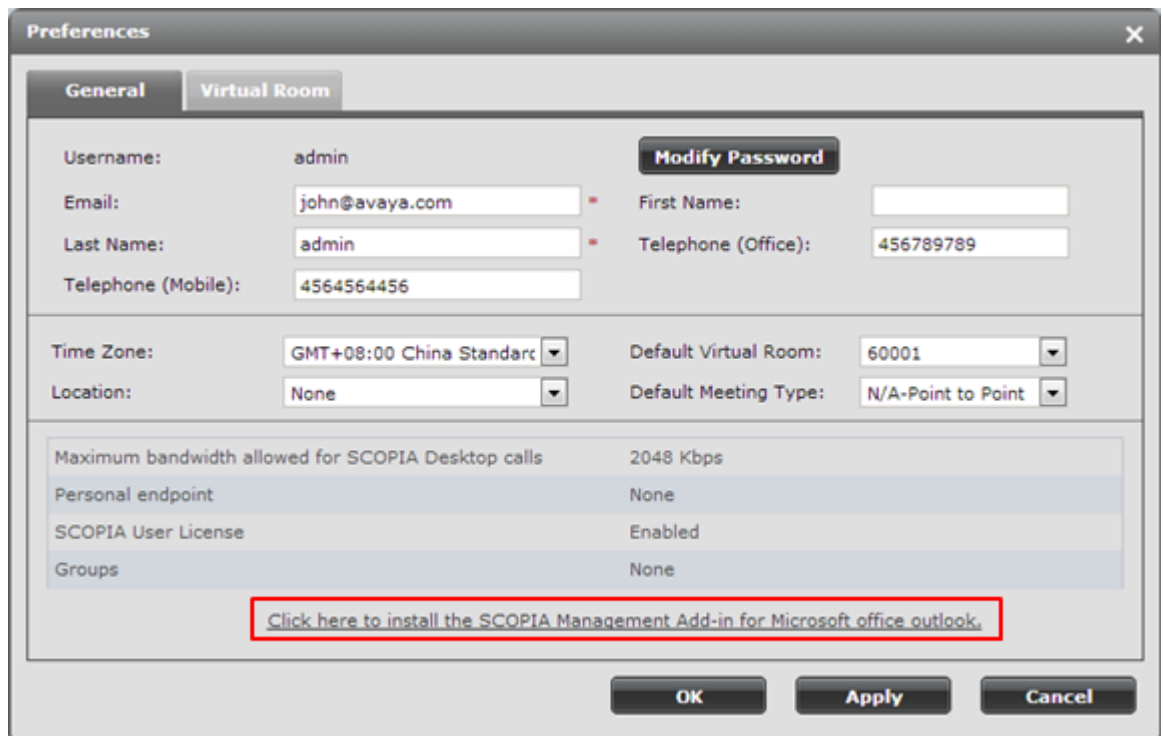 Preferences
General Virtual Room
Username: admin Modify Password
Email: john@avaya.com * First Name:
Last Name: admin * Telephone (Office): 456789789
Telephone (Mobile): 4564564456
Time Zone: GMT+08:00 China Standard Default Virtual Room: 60001
Location: None Default Meeting Type: N/A-Point to Point
Maximum bandwidth allowed for SCOPIA Desktop calls 2048 Kbps
Personal endpoint None
SCOPIA User License Enabled
Groups None
Click here to install the SCOPIA Management Add-in for Microsoft office outlook.
OK Apply Cancel